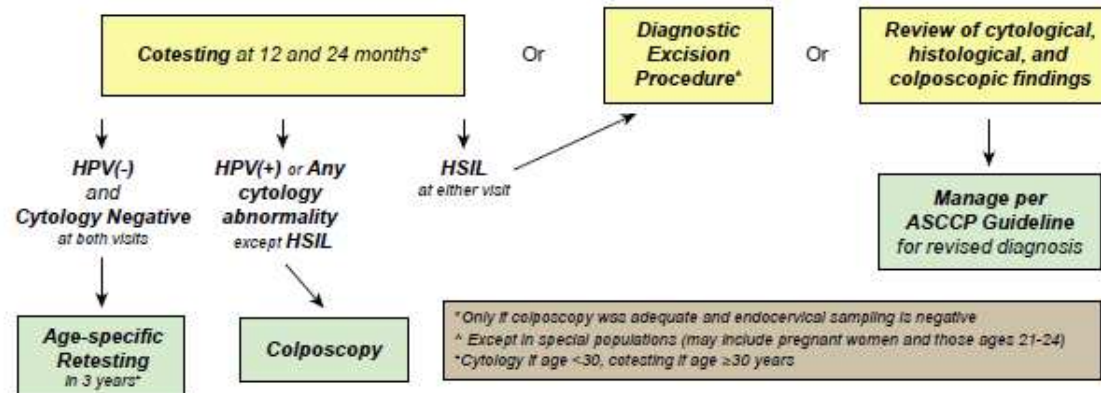 Cotesting at 12 and 24 months*
Or
Diagnostic
Excision
Procedure^
Or
Review of cytological,
histological, and
colposcopic findings
HPV(-)
and
Cytology Negative
at both visits
HPV(+) or Any
cytology
abnormality
except HSIL
HSIL
at either visit
Manage per
ASCCP Guideline
for revised diagnosis
Age-specific
Retesting
in 3 years+
Colposcopy
*Only if colposcopy was adequate and endocervical sampling is negative
^ Except in special populations (may include pregnant women and those ages 21-24)
+Cytology if age <30, cotesting if age ≥30 years